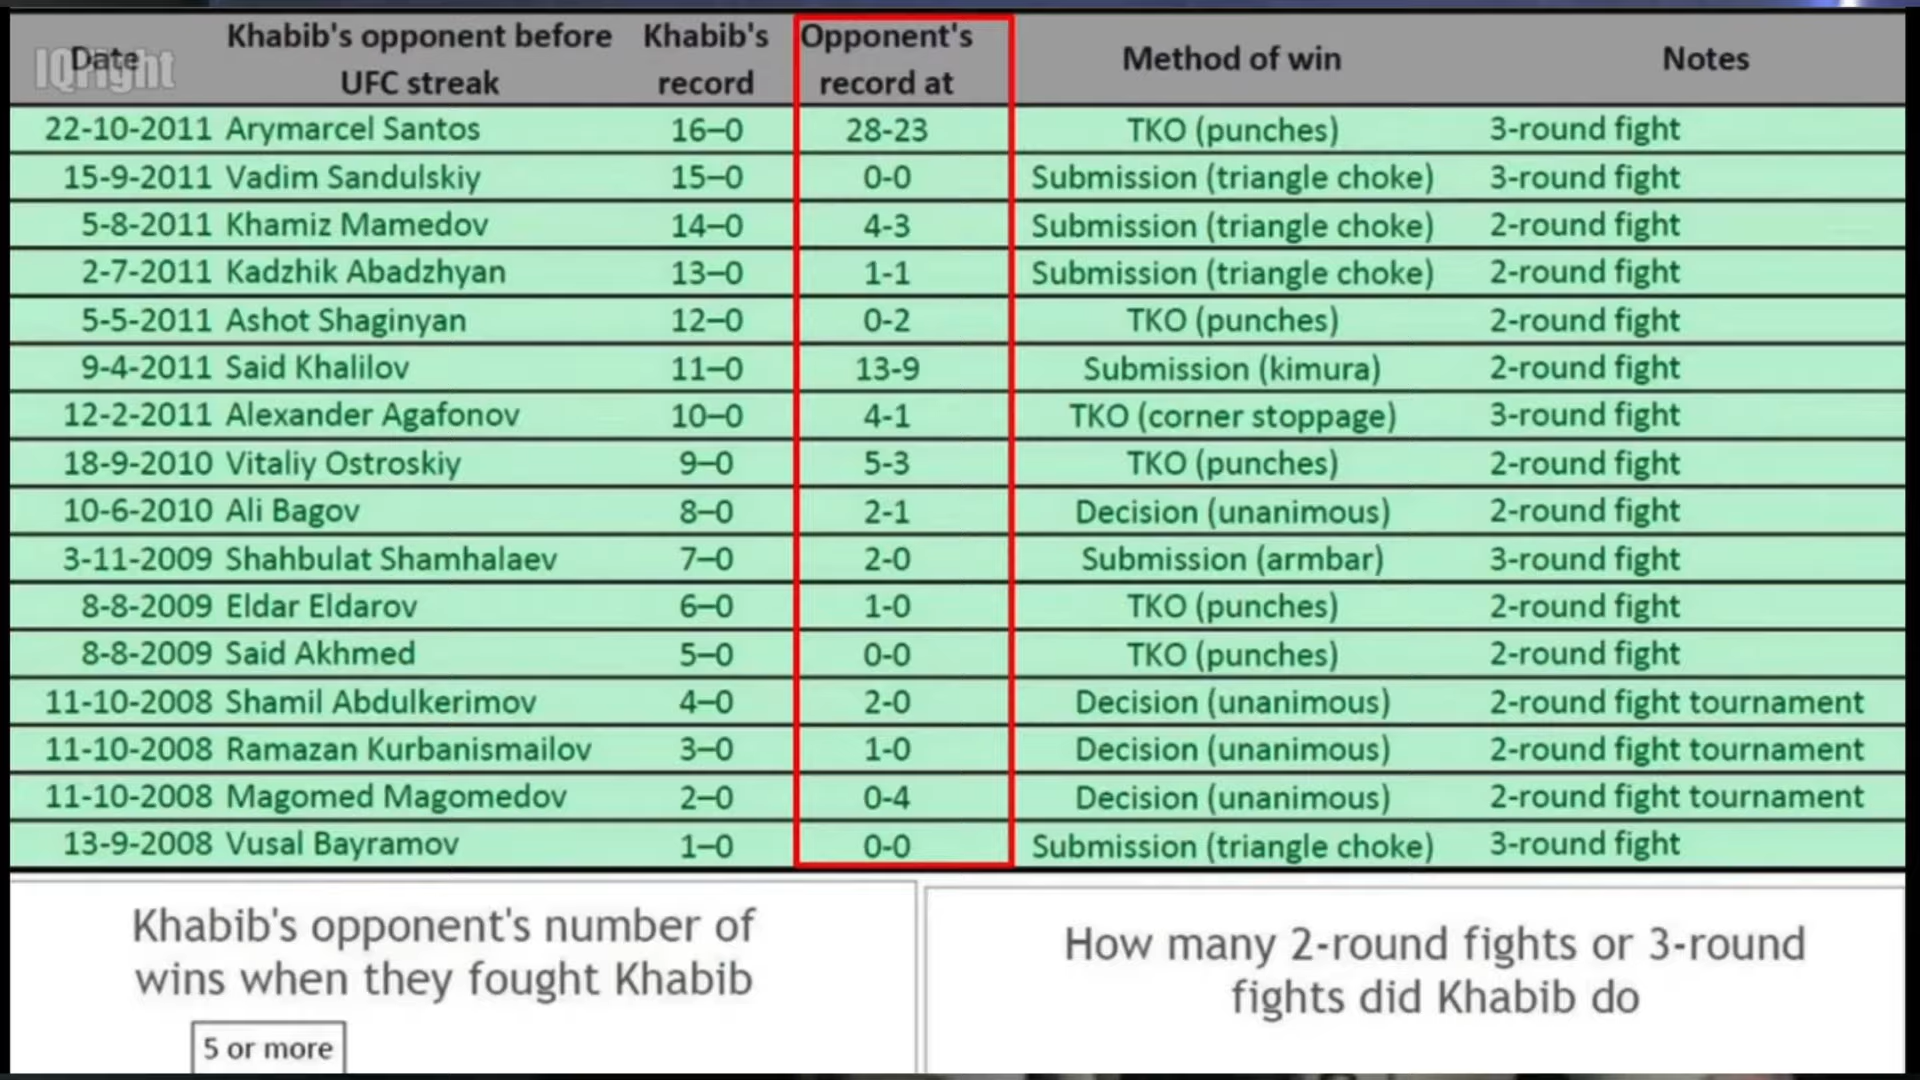 IQright
Date Khabib's opponent before UFC streak Khabib's record Opponent's record at Method of win Notes
22-10-2011 Arymarcel Santos 16–0 28-23 TKO (punches) 3-round fight
15-9-2011 Vadim Sandulskiy 15–0 0-0 Submission (triangle choke) 3-round fight
5-8-2011 Khamiz Mamedov 14–0 4-3 Submission (triangle choke) 2-round fight
2-7-2011 Kadzhik Abadzhyan 13–0 1-1 Submission (triangle choke) 2-round fight
5-5-2011 Ashot Shaginyan 12–0 0-2 TKO (punches) 2-round fight
9-4-2011 Said Khalilov 11–0 13-9 Submission (kimura) 2-round fight
12-2-2011 Alexander Agafonov 10–0 4-1 TKO (corner stoppage) 3-round fight
18-9-2010 Vitaliy Ostroskiy 9–0 5-3 TKO (punches) 2-round fight
10-6-2010 Ali Bagov 8–0 2-1 Decision (unanimous) 2-round fight
3-11-2009 Shahbulat Shamhalaev 7–0 2-0 Submission (armbar) 3-round fight
8-8-2009 Eldar Eldarov 6–0 1-0 TKO (punches) 2-round fight
8-8-2009 Said Akhmed 5–0 0-0 TKO (punches) 2-round fight
11-10-2008 Shamil Abdulkerimov 4–0 2-0 Decision (unanimous) 2-round fight tournament
11-10-2008 Ramazan Kurbanismailov 3–0 1-0 Decision (unanimous) 2-round fight tournament
11-10-2008 Magomed Magomedov 2–0 0-4 Decision (unanimous) 2-round fight tournament
13-9-2008 Vusal Bayramov 1–0 0-0 Submission (triangle choke) 3-round fight
Khabib's opponent's number of
wins when they fought Khabib
5 or more
How many 2-round fights or 3-round
fights did Khabib do